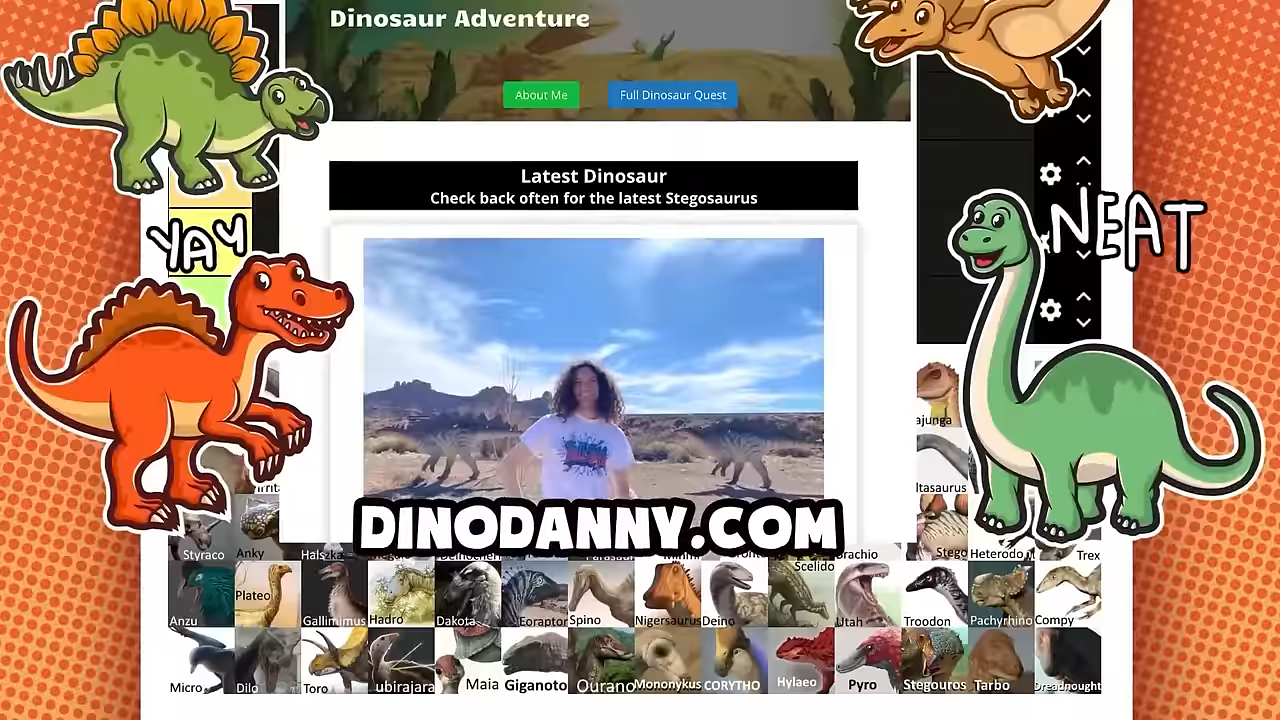 Dinosaur Adventure
About Me
Full Dinosaur Quest
Latest Dinosaur
Check back often for the latest Stegosaurus
YAY
NEAT
DINODANNY.COM
Styraco Anky Brachio Stego Heterodo Trex
Anzu Plateo Gallimimus Hadro Dakota Eoraptor Spino Nigersaurus Deino Scelido Utah Troodon Pachyrhino Compy
Micro Dilo Toro ubirajara Maia Giganoto Ourano Mononykus CORYTHO Hylaeo Pyro Stegouros Tarbo Dreadnought